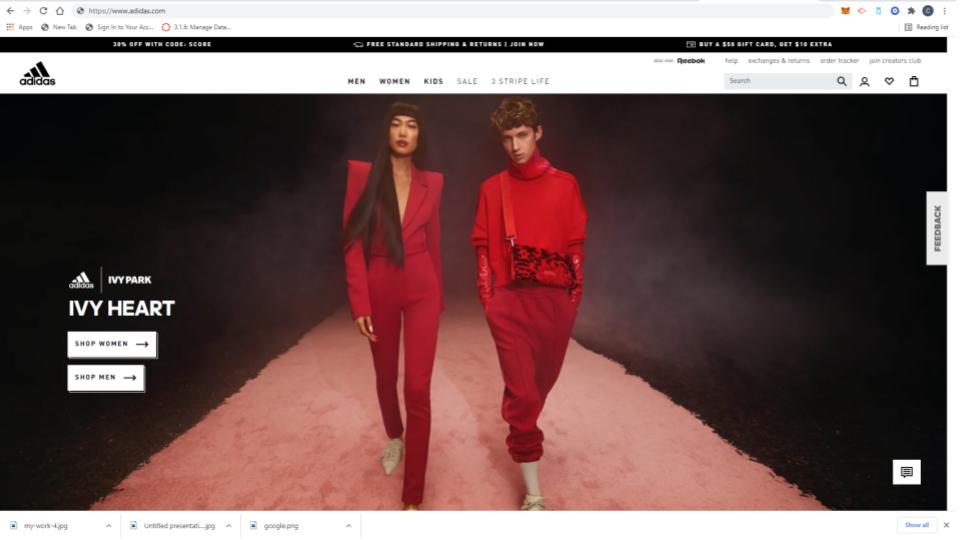 https://www.adidas.com
Apps New Tab Sign In to Your Acc... 3.1.6: Manage Data... Reading list
30% OFF WITH CODE: SCORE FREE STANDARD SHIPPING & RETURNS | JOIN NOW BUY A $50 GIFT CARD, GET $10 EXTRA
also visit Reebok help exchanges & returns order tracker join creators club
adidas
MEN WOMEN KIDS SALE 3 STRIPE LIFE Search
FEEDBACK
adidas IVY PARK
IVY HEART
SHOP WOMEN
SHOP MEN
my-work-4.jpg Untitled presentati....jpg google.png Show all